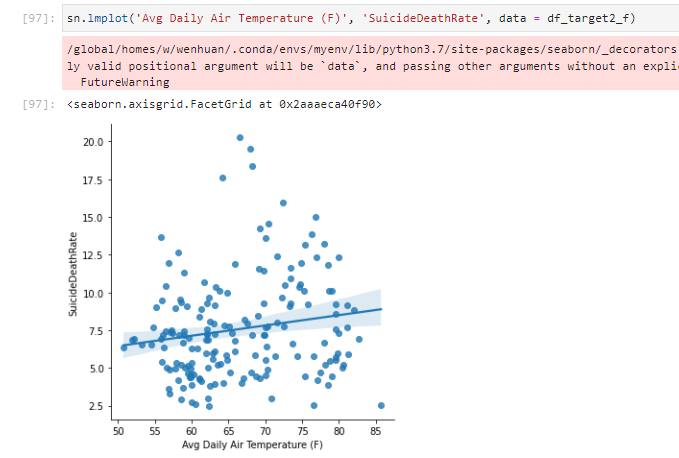 [97]: sn.lmplot('Avg Daily Air Temperature (F)', 'SuicideDeathRate', data = df_target2_f)
/global/homes/w/wenhuan/.conda/envs/myenv/lib/python3.7/site-packages/seaborn/_decorators
ly valid positional argument will be `data`, and passing other arguments without an expli
FutureWarning
[97]: <seaborn.axisgrid.FacetGrid at 0x2aaaeca40f90>
20.0
17.5
15.0
12.5
10.0
7.5
5.0
2.5
SuicideDeathRate
50 55 60 65 70 75 80 85
Avg Daily Air Temperature (F)